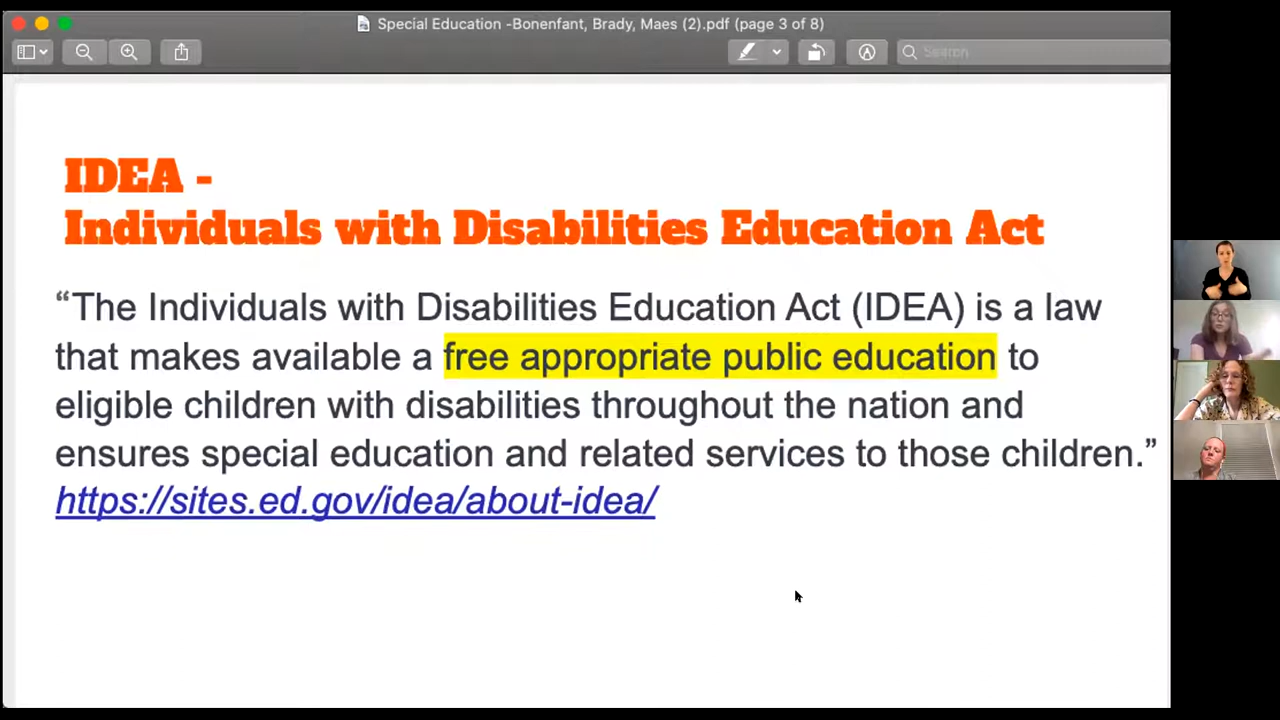 Special Education -Bonenfant, Brady, Maes (2).pdf (page 3 of 8)
Search
IDEA -
Individuals with Disabilities Education Act
“The Individuals with Disabilities Education Act (IDEA) is a law
that makes available a free appropriate public education to
eligible children with disabilities throughout the nation and
ensures special education and related services to those children.”
https://sites.ed.gov/idea/about-idea/